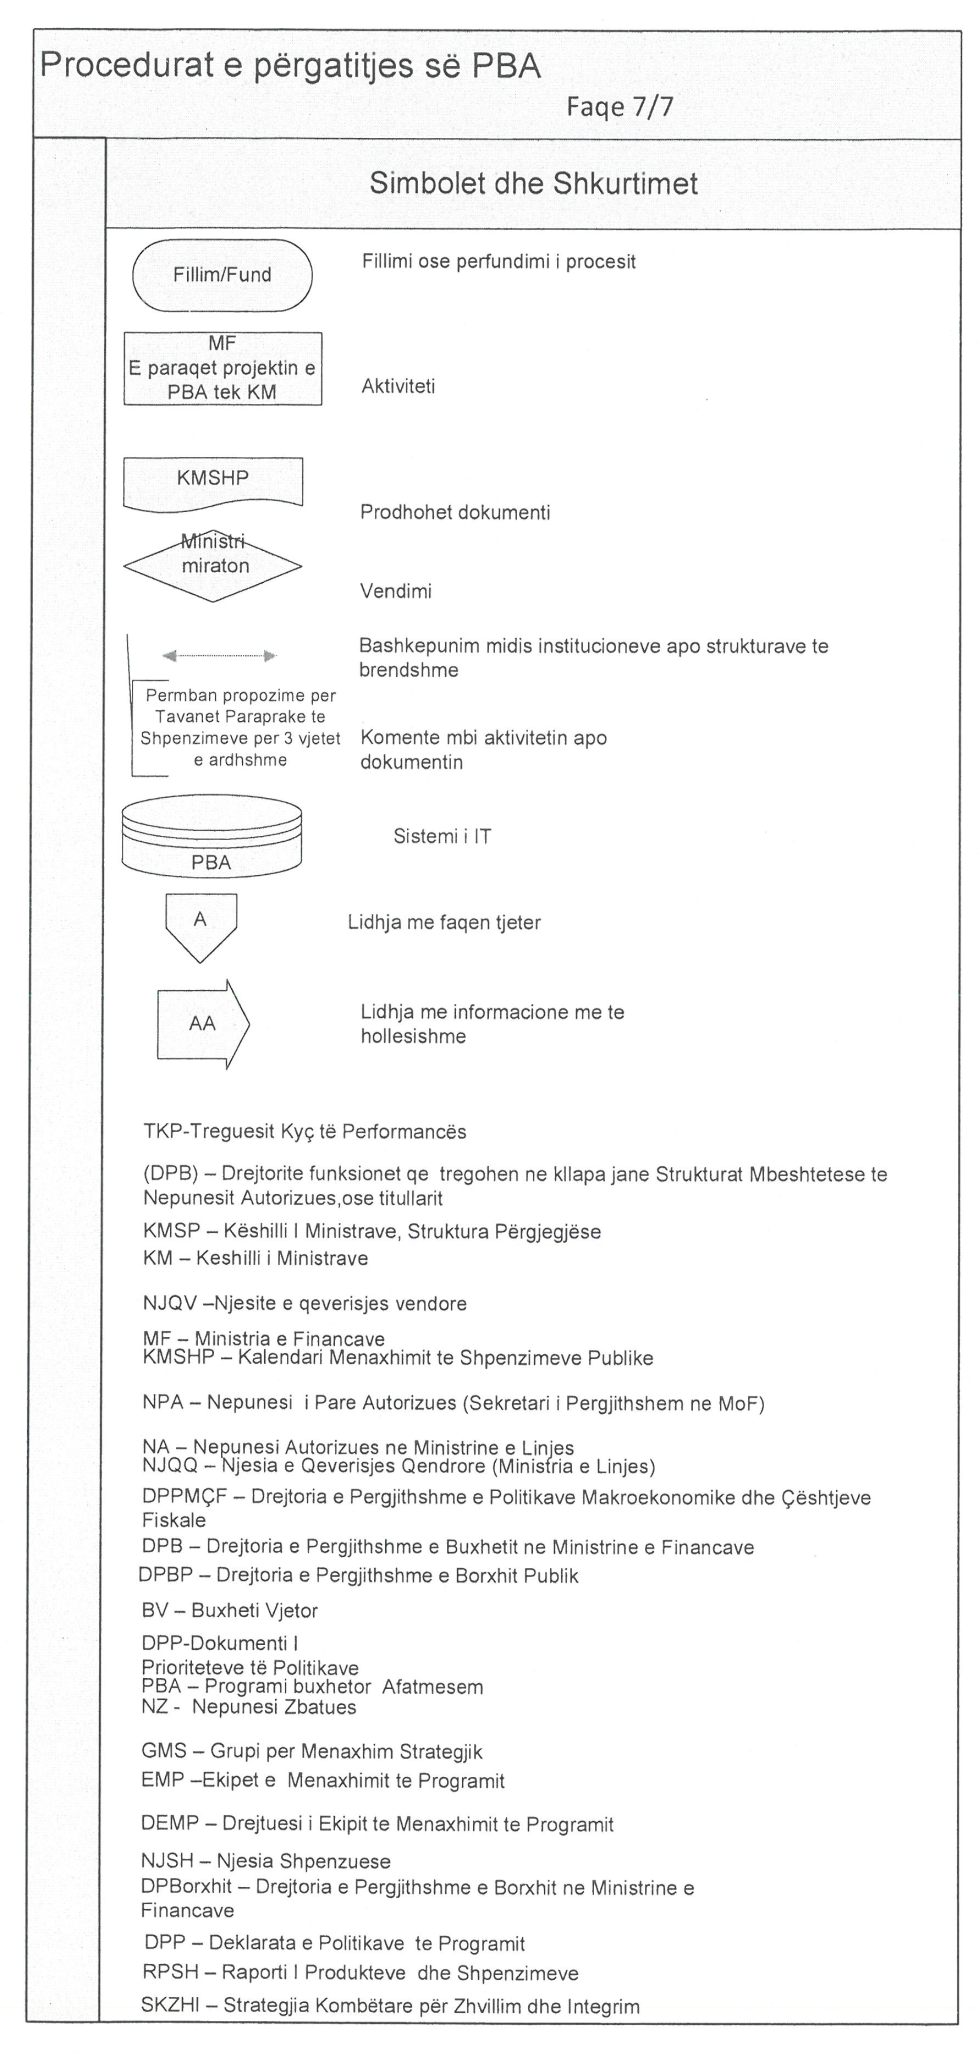 Procedurat e përgatitjes së PBA
Faqe 7/7
Simbolet dhe Shkurtimet
Fillim/Fund
Fillimi ose perfundimi i procesit
MF
E paraqet projektin e
PBA tek KM
Aktiviteti
KMSHP
Prodhohet dokumenti
Ministri
miraton
Vendimi
Bashkepunim midis institucioneve apo strukturave te
brendshme
Permban propozime per
Tavanet Paraprake te
Shpenzimeve per 3 vjetet
e ardhshme
Komente mbi aktivitetin apo
dokumentin
PBA
Sistemi i IT
A
Lidhja me faqen tjeter
AA
Lidhja me informacione me te
hollesishme
TKP-Treguesit Kyç të Performancës
(DPB) – Drejtorite funksionet qe tregohen ne kllapa jane Strukturat Mbeshtetese te
Nepunesit Autorizues,ose titullarit
KMSP – Këshilli I Ministrave, Struktura Përgjegjëse
KM – Keshilli i Ministrave
NJQV –Njesite e qeverisjes vendore
MF – Ministria e Financave
KMSHP – Kalendari Menaxhimit te Shpenzimeve Publike
NPA – Nepunesi i Pare Autorizues (Sekretari i Pergjithshem ne MoF)
NA – Nepunesi Autorizues ne Ministrine e Linjes
NJQQ – Njesia e Qeverisjes Qendrore (Ministria e Linjes)
DPPMÇF – Drejtoria e Pergjithshme e Politikave Makroekonomike dhe Çështjeve
Fiskale
DPB – Drejtoria e Pergjithshme e Buxhetit ne Ministrine e Financave
DPBP – Drejtoria e Pergjithshme e Borxhit Publik
BV – Buxheti Vjetor
DPP-Dokumenti I
Prioriteteve të Politikave
PBA – Programi buxhetor Afatmesem
NZ - Nepunesi Zbatues
GMS – Grupi per Menaxhim Strategjik
EMP –Ekipet e Menaxhimit te Programit
DEMP – Drejtuesi i Ekipit te Menaxhimit te Programit
NJSH – Njesia Shpenzuese
DPBorxhit – Drejtoria e Pergjithshme e Borxhit ne Ministrine e
Financave
DPP – Deklarata e Politikave te Programit
RPSH – Raporti I Produkteve dhe Shpenzimeve
SKZHI – Strategjia Kombëtare për Zhvillim dhe Integrim